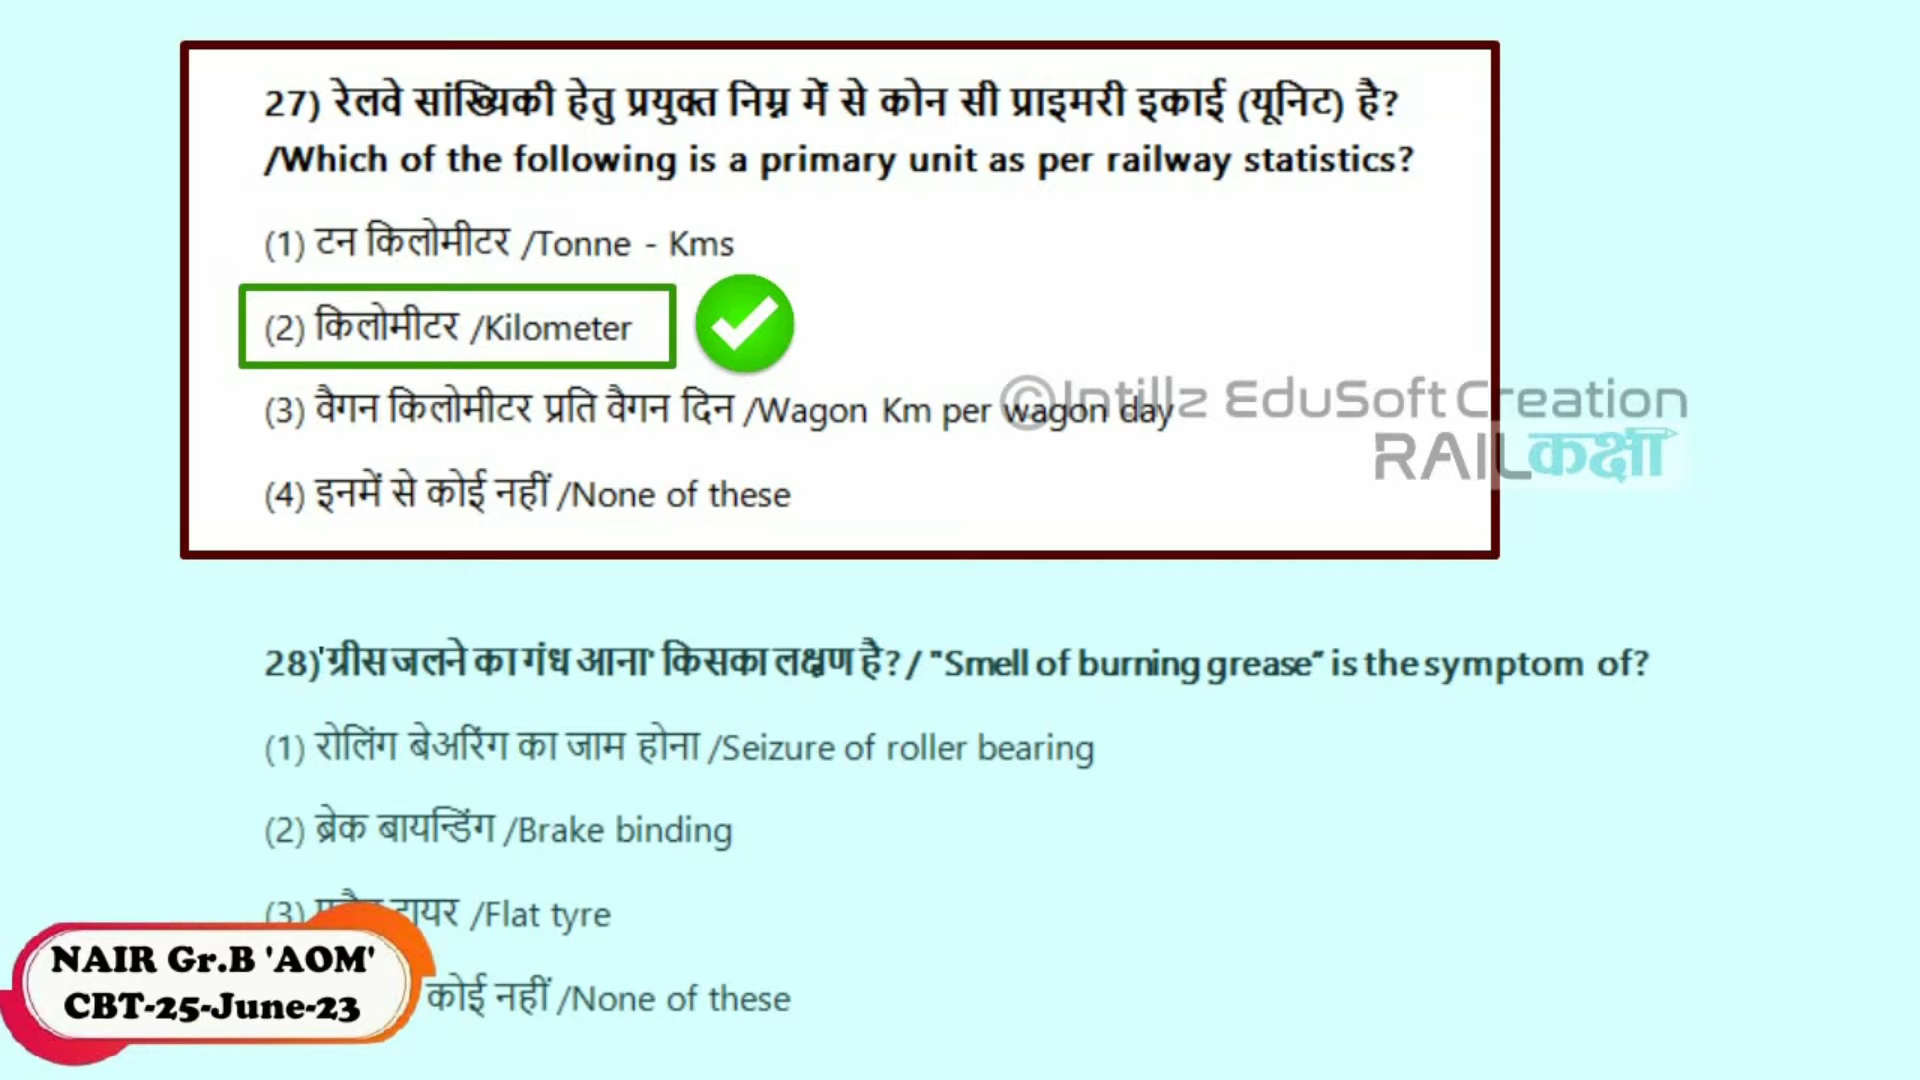 27) रेलवे सांख्यिकी हेतु प्रयुक्त निम्न में से कोन सी प्राइमरी इकाई (यूनिट) है?
/Which of the following is a primary unit as per railway statistics?
(1) टन किलोमीटर /Tonne - Kms
(2) किलोमीटर /Kilometer
(3) वैगन किलोमीटर प्रति वैगन दिन /Wagon Km per wagon day
©Intillz EduSoft Creation
RAILकक्षा
(4) इनमें से कोई नहीं /None of these
28)'ग्रीस जलने का गंध आना' किसका लक्षण है? / "Smell of burning grease" is the symptom of?
(1) रोलिंग बेअरिंग का जाम होना /Seizure of roller bearing
(2) ब्रेक बायन्डिंग /Brake binding
(3) टायर /Flat tyre
कोई नहीं /None of these
NAIR Gr.B 'AOM'
CBT-25-June-23